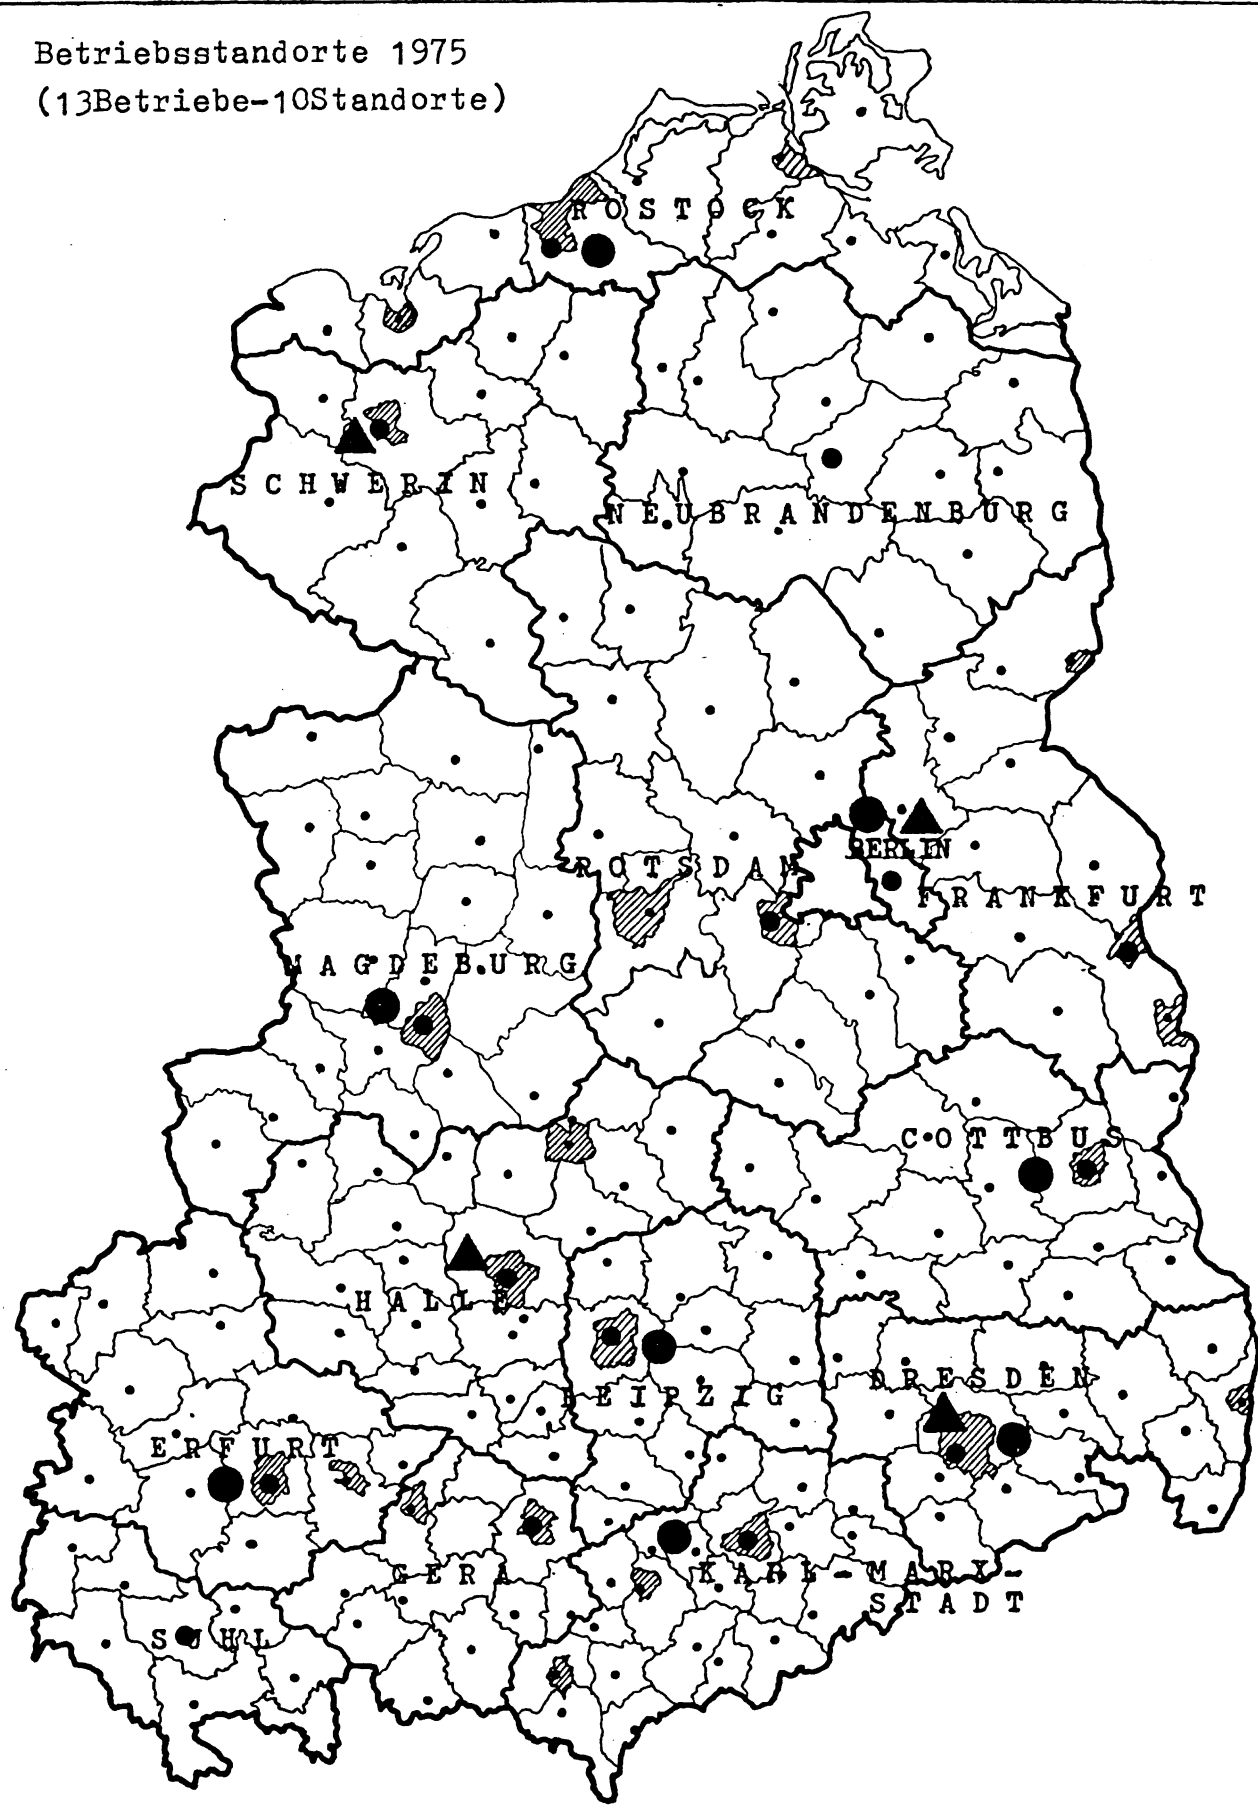 Betriebsstandorte 1975
(13Betriebe-10Standorte)
ROSTOCK
SCHWERIN
NEUBRANDENBURG
BERLIN
ROTSDAM
FRANKFURT
MAGDEBURG
COTTBUS
HALLE
DRESDEN
LEIPZIG
ERFURT
GERA
KARL-MARX-
STADT
SUHL